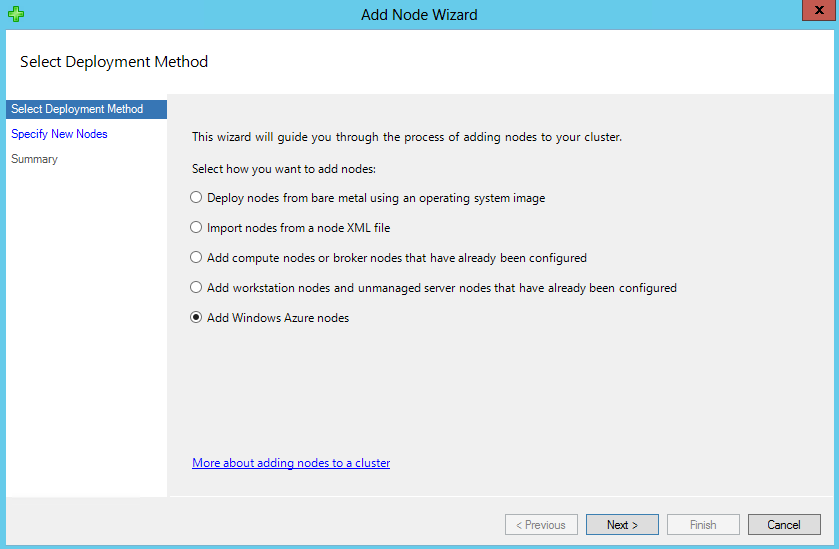 Add Node Wizard
x
Select Deployment Method
Select Deployment Method
Specify New Nodes
Summary
This wizard will guide you through the process of adding nodes to your cluster.
Select how you want to add nodes:
Deploy nodes from bare metal using an operating system image
Import nodes from a node XML file
Add compute nodes or broker nodes that have already been configured
Add workstation nodes and unmanaged server nodes that have already been configured
Add Windows Azure nodes
More about adding nodes to a cluster
< Previous
Next >
Finish
Cancel